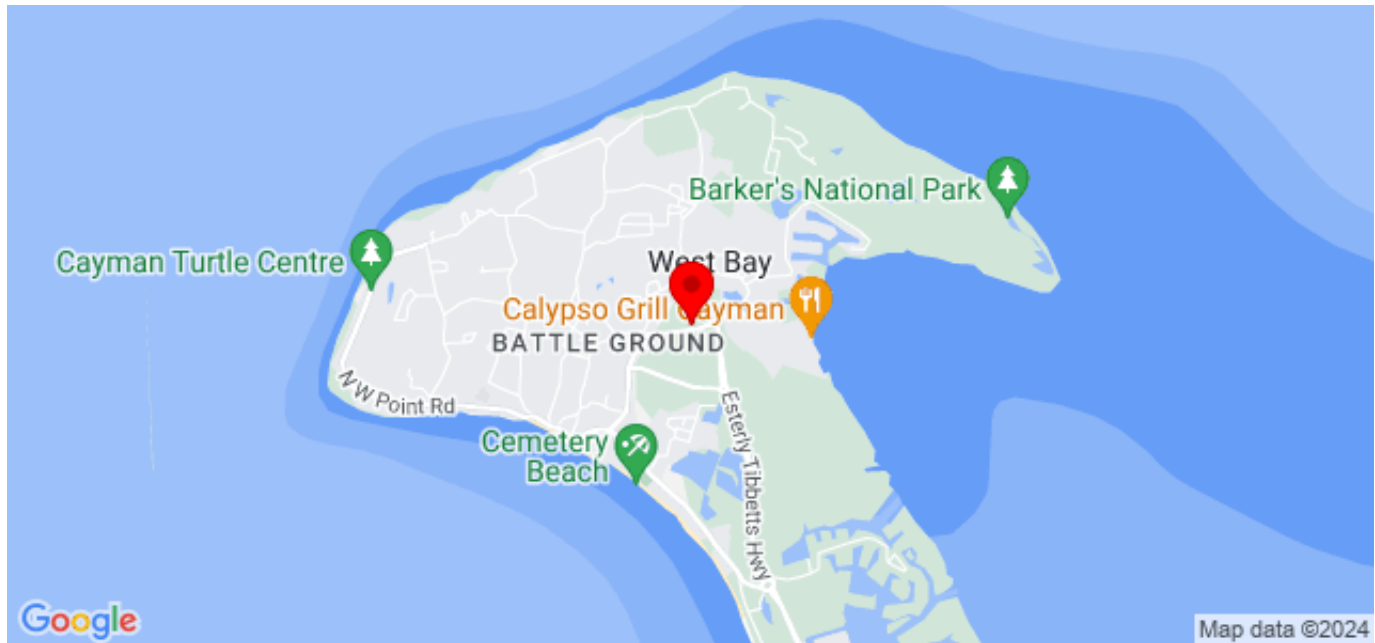 Barker's National Park
Cayman Turtle Centre
West Bay
Calypso Grill Cayman
BATTLE GROUND
N W Point Rd
Cemetery
Beach
Esterly Tibbetts Hwy
Google
Map data ©2024